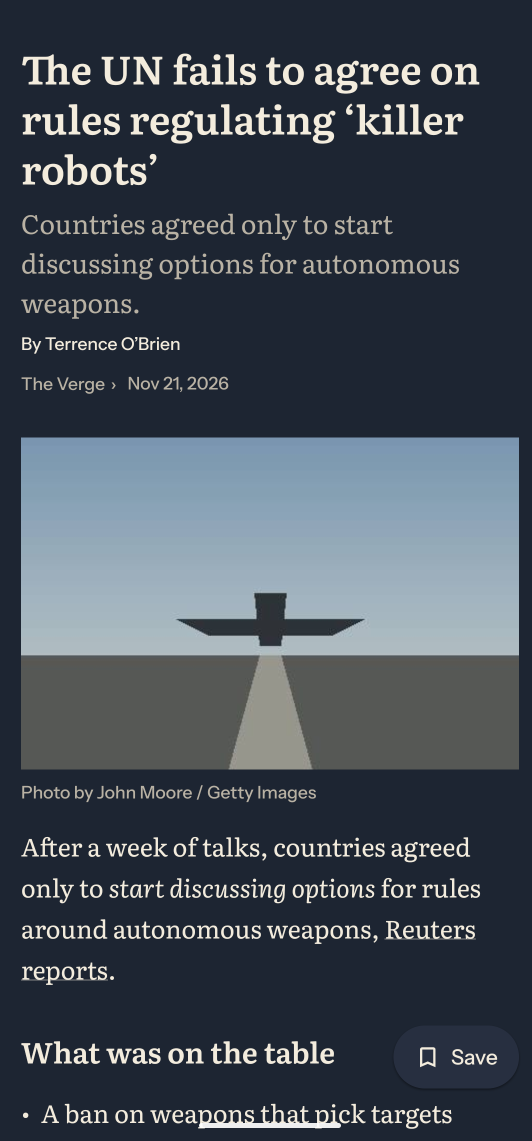 The UN fails to agree on
rules regulating ‘killer
robots’
Countries agreed only to start
discussing options for autonomous
weapons.
By Terrence O’Brien
The Verge › Nov 21, 2026
Photo by John Moore / Getty Images
After a week of talks, countries agreed
only to start discussing options for rules
around autonomous weapons, Reuters
reports.
What was on the table
Save
• A ban on weapons that pick targets